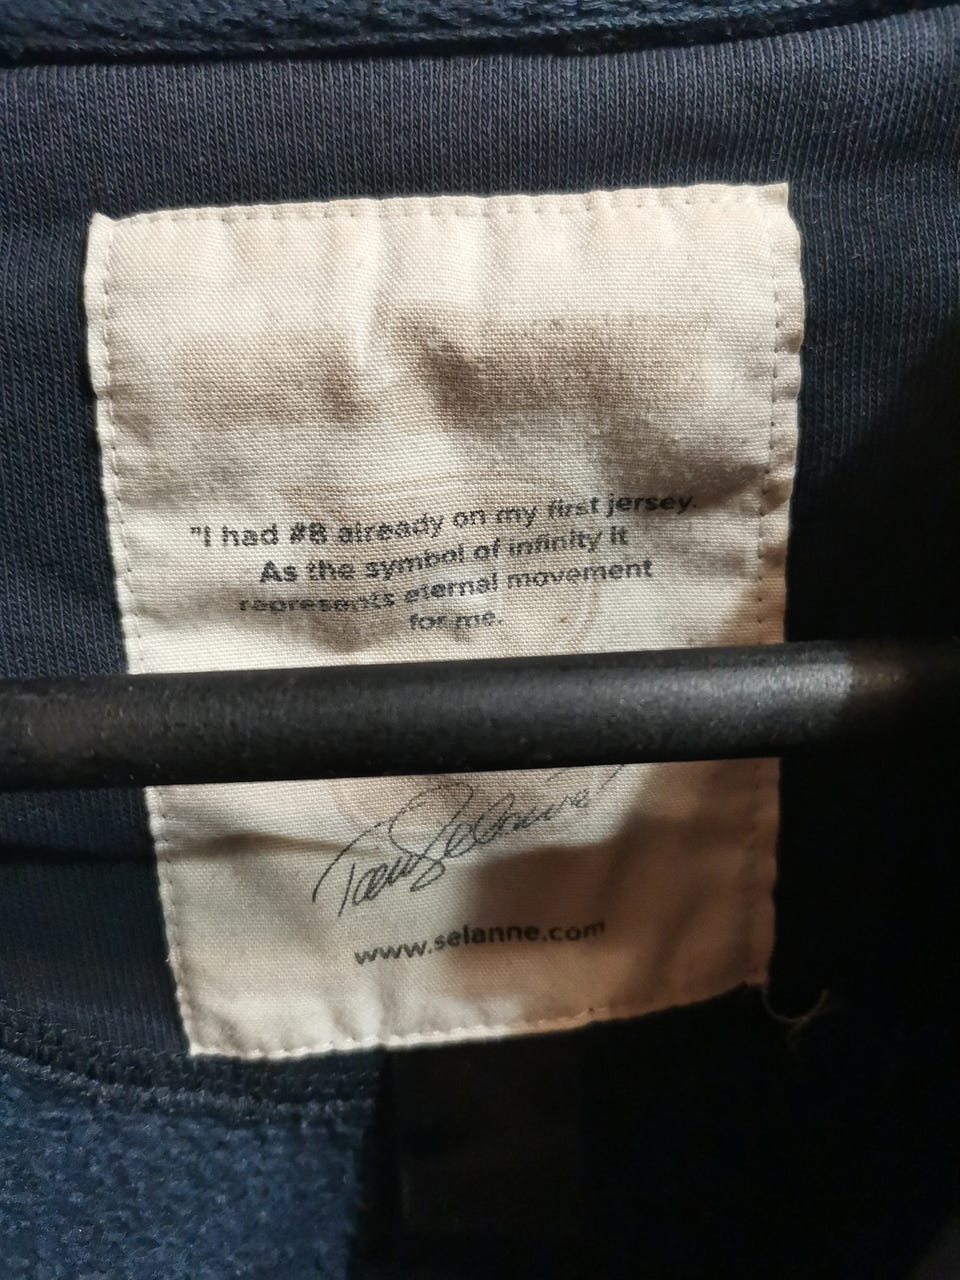 "I had #8 already on my first jersey.
As the symbol of infinity it
represents eternal movement
for me.
www.selanne.com